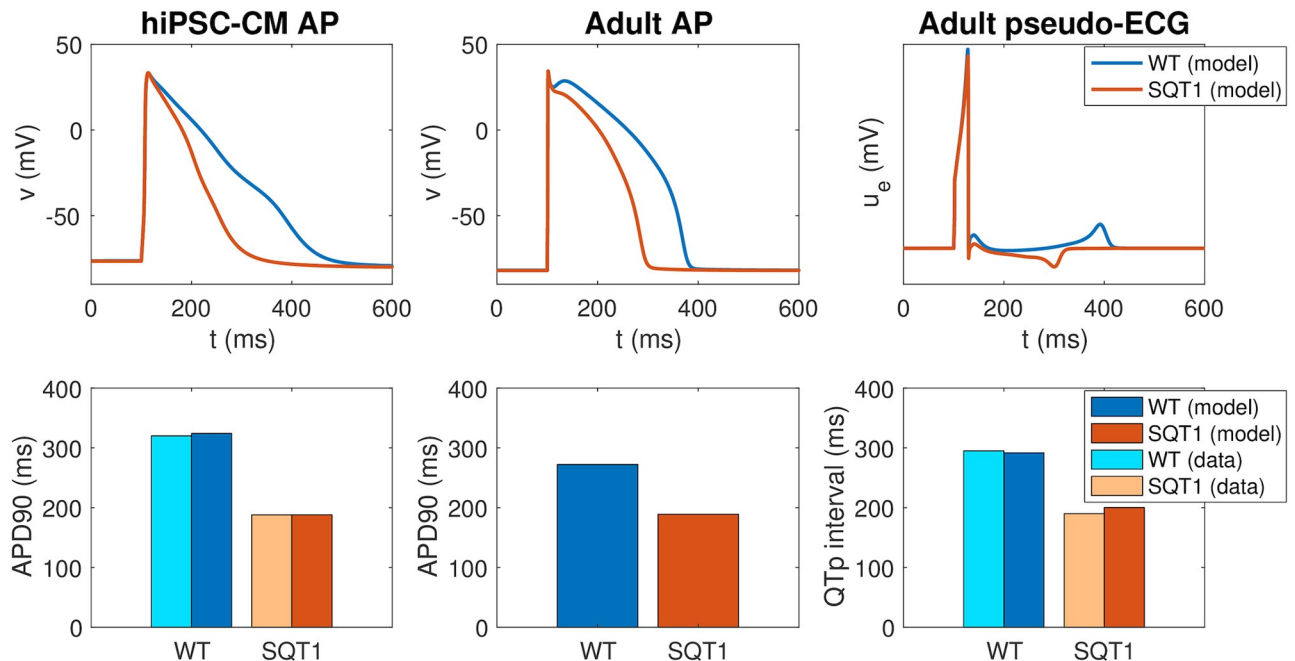 hiPSC-CM AP
50
0
-50
v (mV)
0
200
400
600
t (ms)
Adult AP
50
0
-50
v (mV)
0
200
400
600
t (ms)
Adult pseudo-ECG
WT (model)
SQT1 (model)
u_e (mV)
0
200
400
600
t (ms)
400
300
200
100
0
APD90 (ms)
WT
SQT1
400
300
200
100
0
APD90 (ms)
WT
SQT1
400
300
200
100
0
QTp interval (ms)
WT (model)
SQT1 (model)
WT (data)
SQT1 (data)
WT
SQT1